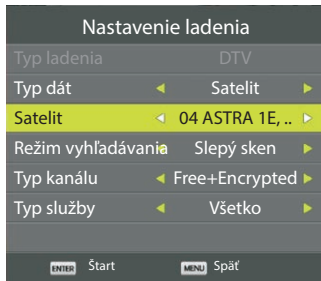 Nastavenie ladenia
Typ ladenia DTV
Typ dát Satelit
Satelit 04 ASTRA 1E, ..
Režim vyhľadávania Slepý sken
Typ kanálu Free+Encrypted
Typ služby Všetko
ENTER Štart MENU Späť